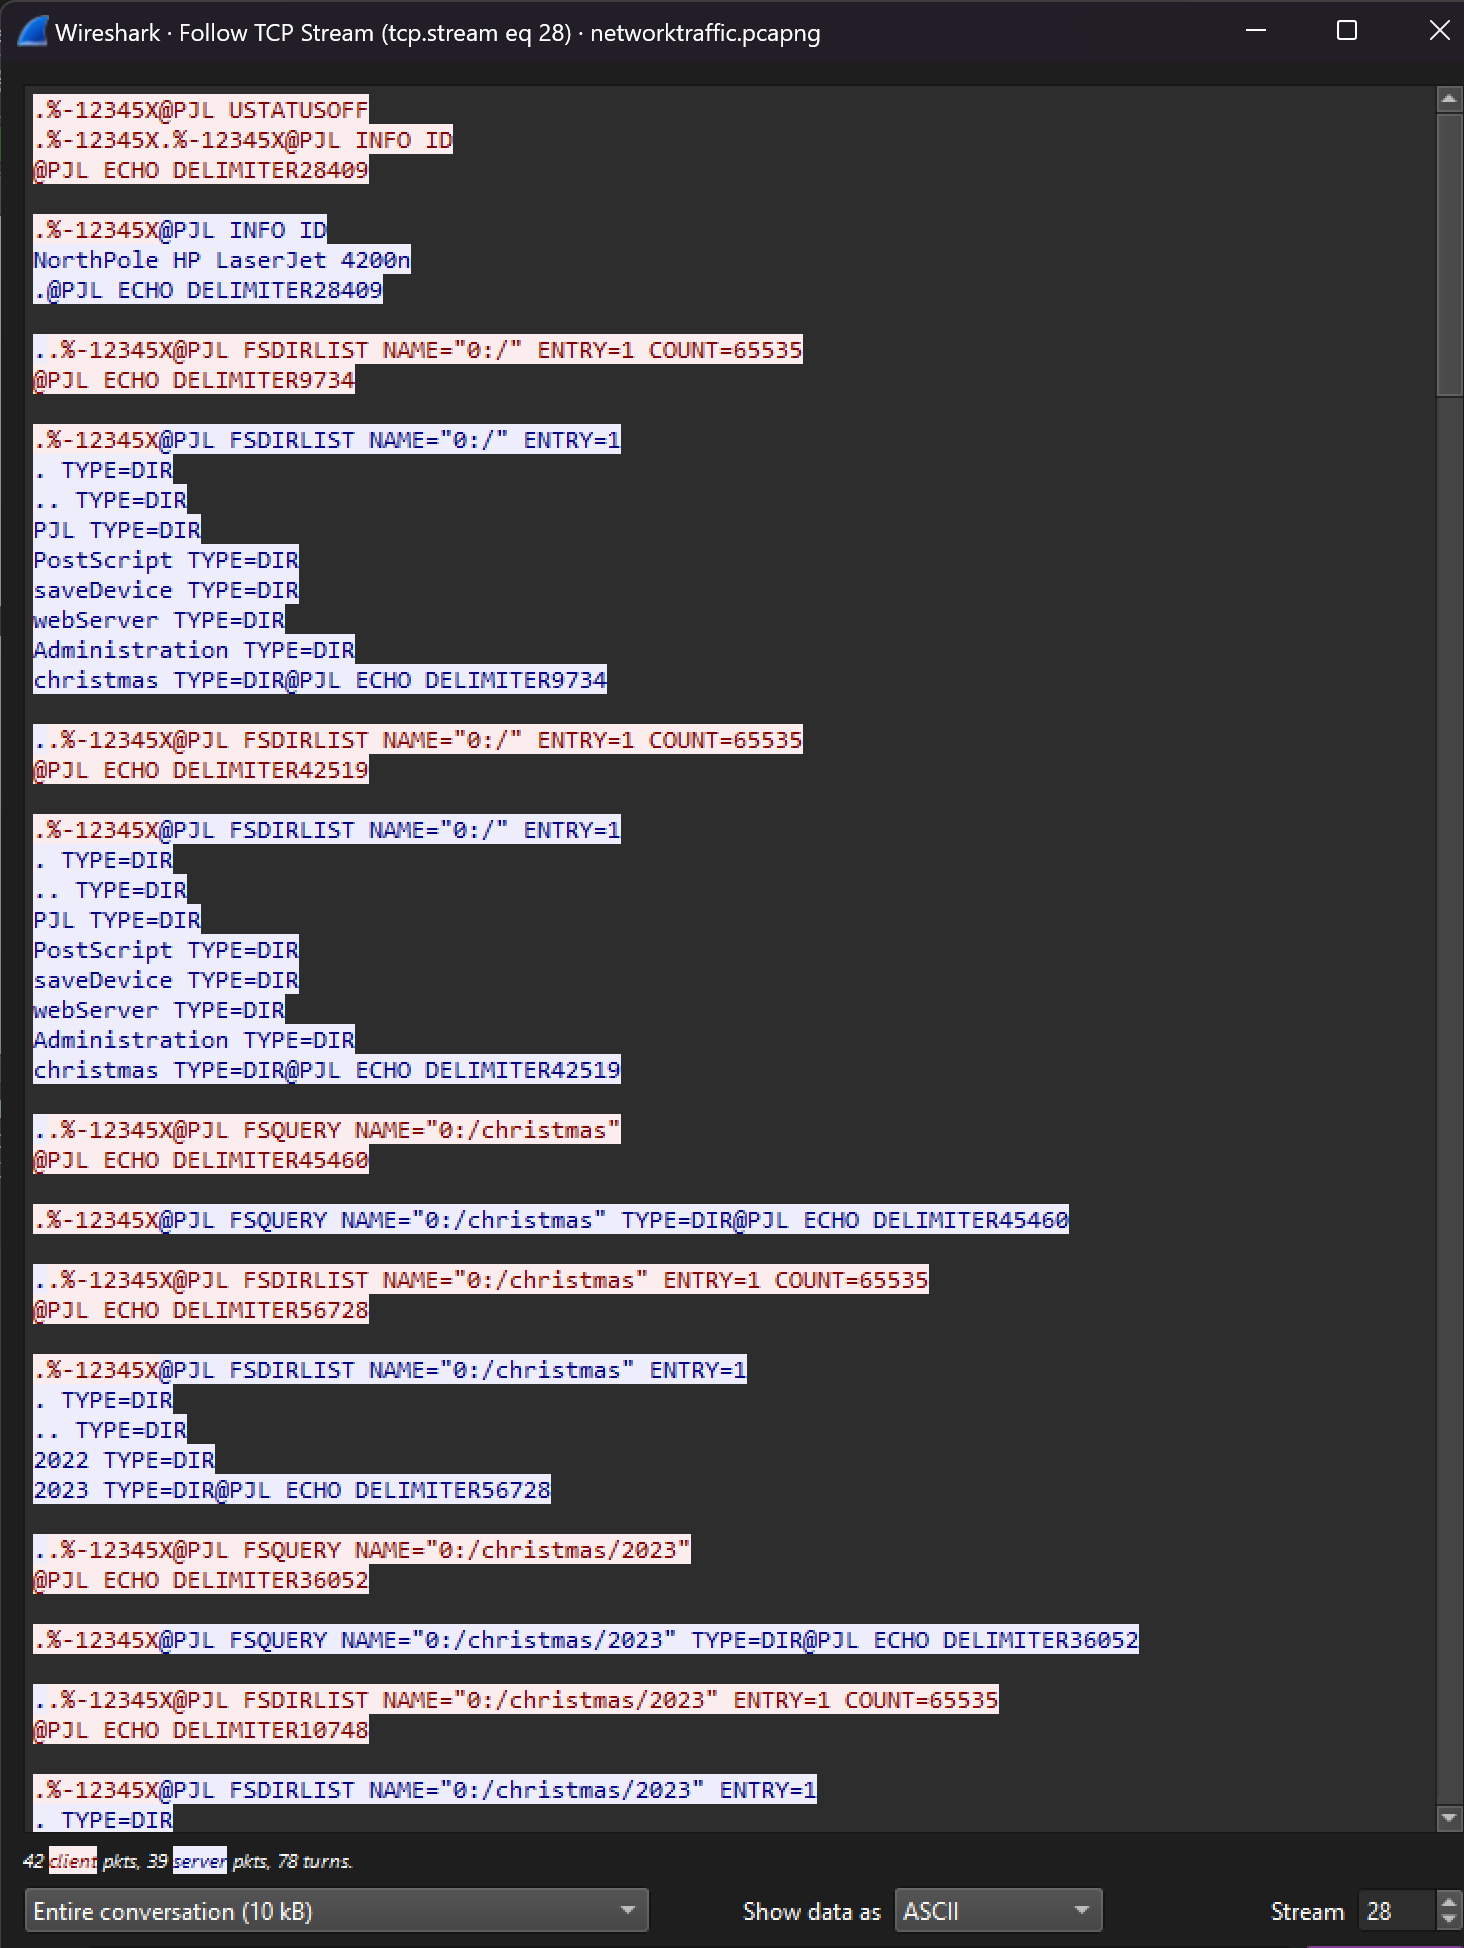 Wireshark · Follow TCP Stream (tcp.stream eq 28) · networktraffic.pcapng
.%-12345X@PJL USTATUSOFF
.%-12345X.%-12345X@PJL INFO ID
@PJL ECHO DELIMITER28409
.%-12345X@PJL INFO ID
NorthPole HP LaserJet 4200n
.@PJL ECHO DELIMITER28409
..%-12345X@PJL FSDIRLIST NAME="0:/" ENTRY=1 COUNT=65535
@PJL ECHO DELIMITER9734
.%-12345X@PJL FSDIRLIST NAME="0:/" ENTRY=1
. TYPE=DIR
.. TYPE=DIR
PJL TYPE=DIR
PostScript TYPE=DIR
saveDevice TYPE=DIR
webServer TYPE=DIR
Administration TYPE=DIR
christmas TYPE=DIR@PJL ECHO DELIMITER9734
..%-12345X@PJL FSDIRLIST NAME="0:/" ENTRY=1 COUNT=65535
@PJL ECHO DELIMITER42519
.%-12345X@PJL FSDIRLIST NAME="0:/" ENTRY=1
. TYPE=DIR
.. TYPE=DIR
PJL TYPE=DIR
PostScript TYPE=DIR
saveDevice TYPE=DIR
webServer TYPE=DIR
Administration TYPE=DIR
christmas TYPE=DIR@PJL ECHO DELIMITER42519
..%-12345X@PJL FSQUERY NAME="0:/christmas"
@PJL ECHO DELIMITER45460
.%-12345X@PJL FSQUERY NAME="0:/christmas" TYPE=DIR@PJL ECHO DELIMITER45460
..%-12345X@PJL FSDIRLIST NAME="0:/christmas" ENTRY=1 COUNT=65535
@PJL ECHO DELIMITER56728
.%-12345X@PJL FSDIRLIST NAME="0:/christmas" ENTRY=1
. TYPE=DIR
.. TYPE=DIR
2022 TYPE=DIR
2023 TYPE=DIR@PJL ECHO DELIMITER56728
..%-12345X@PJL FSQUERY NAME="0:/christmas/2023"
@PJL ECHO DELIMITER36052
.%-12345X@PJL FSQUERY NAME="0:/christmas/2023" TYPE=DIR@PJL ECHO DELIMITER36052
..%-12345X@PJL FSDIRLIST NAME="0:/christmas/2023" ENTRY=1 COUNT=65535
@PJL ECHO DELIMITER10748
.%-12345X@PJL FSDIRLIST NAME="0:/christmas/2023" ENTRY=1
. TYPE=DIR
42 client pkts, 39 server pkts, 78 turns.
Entire conversation (10 kB) Show data as ASCII Stream 28